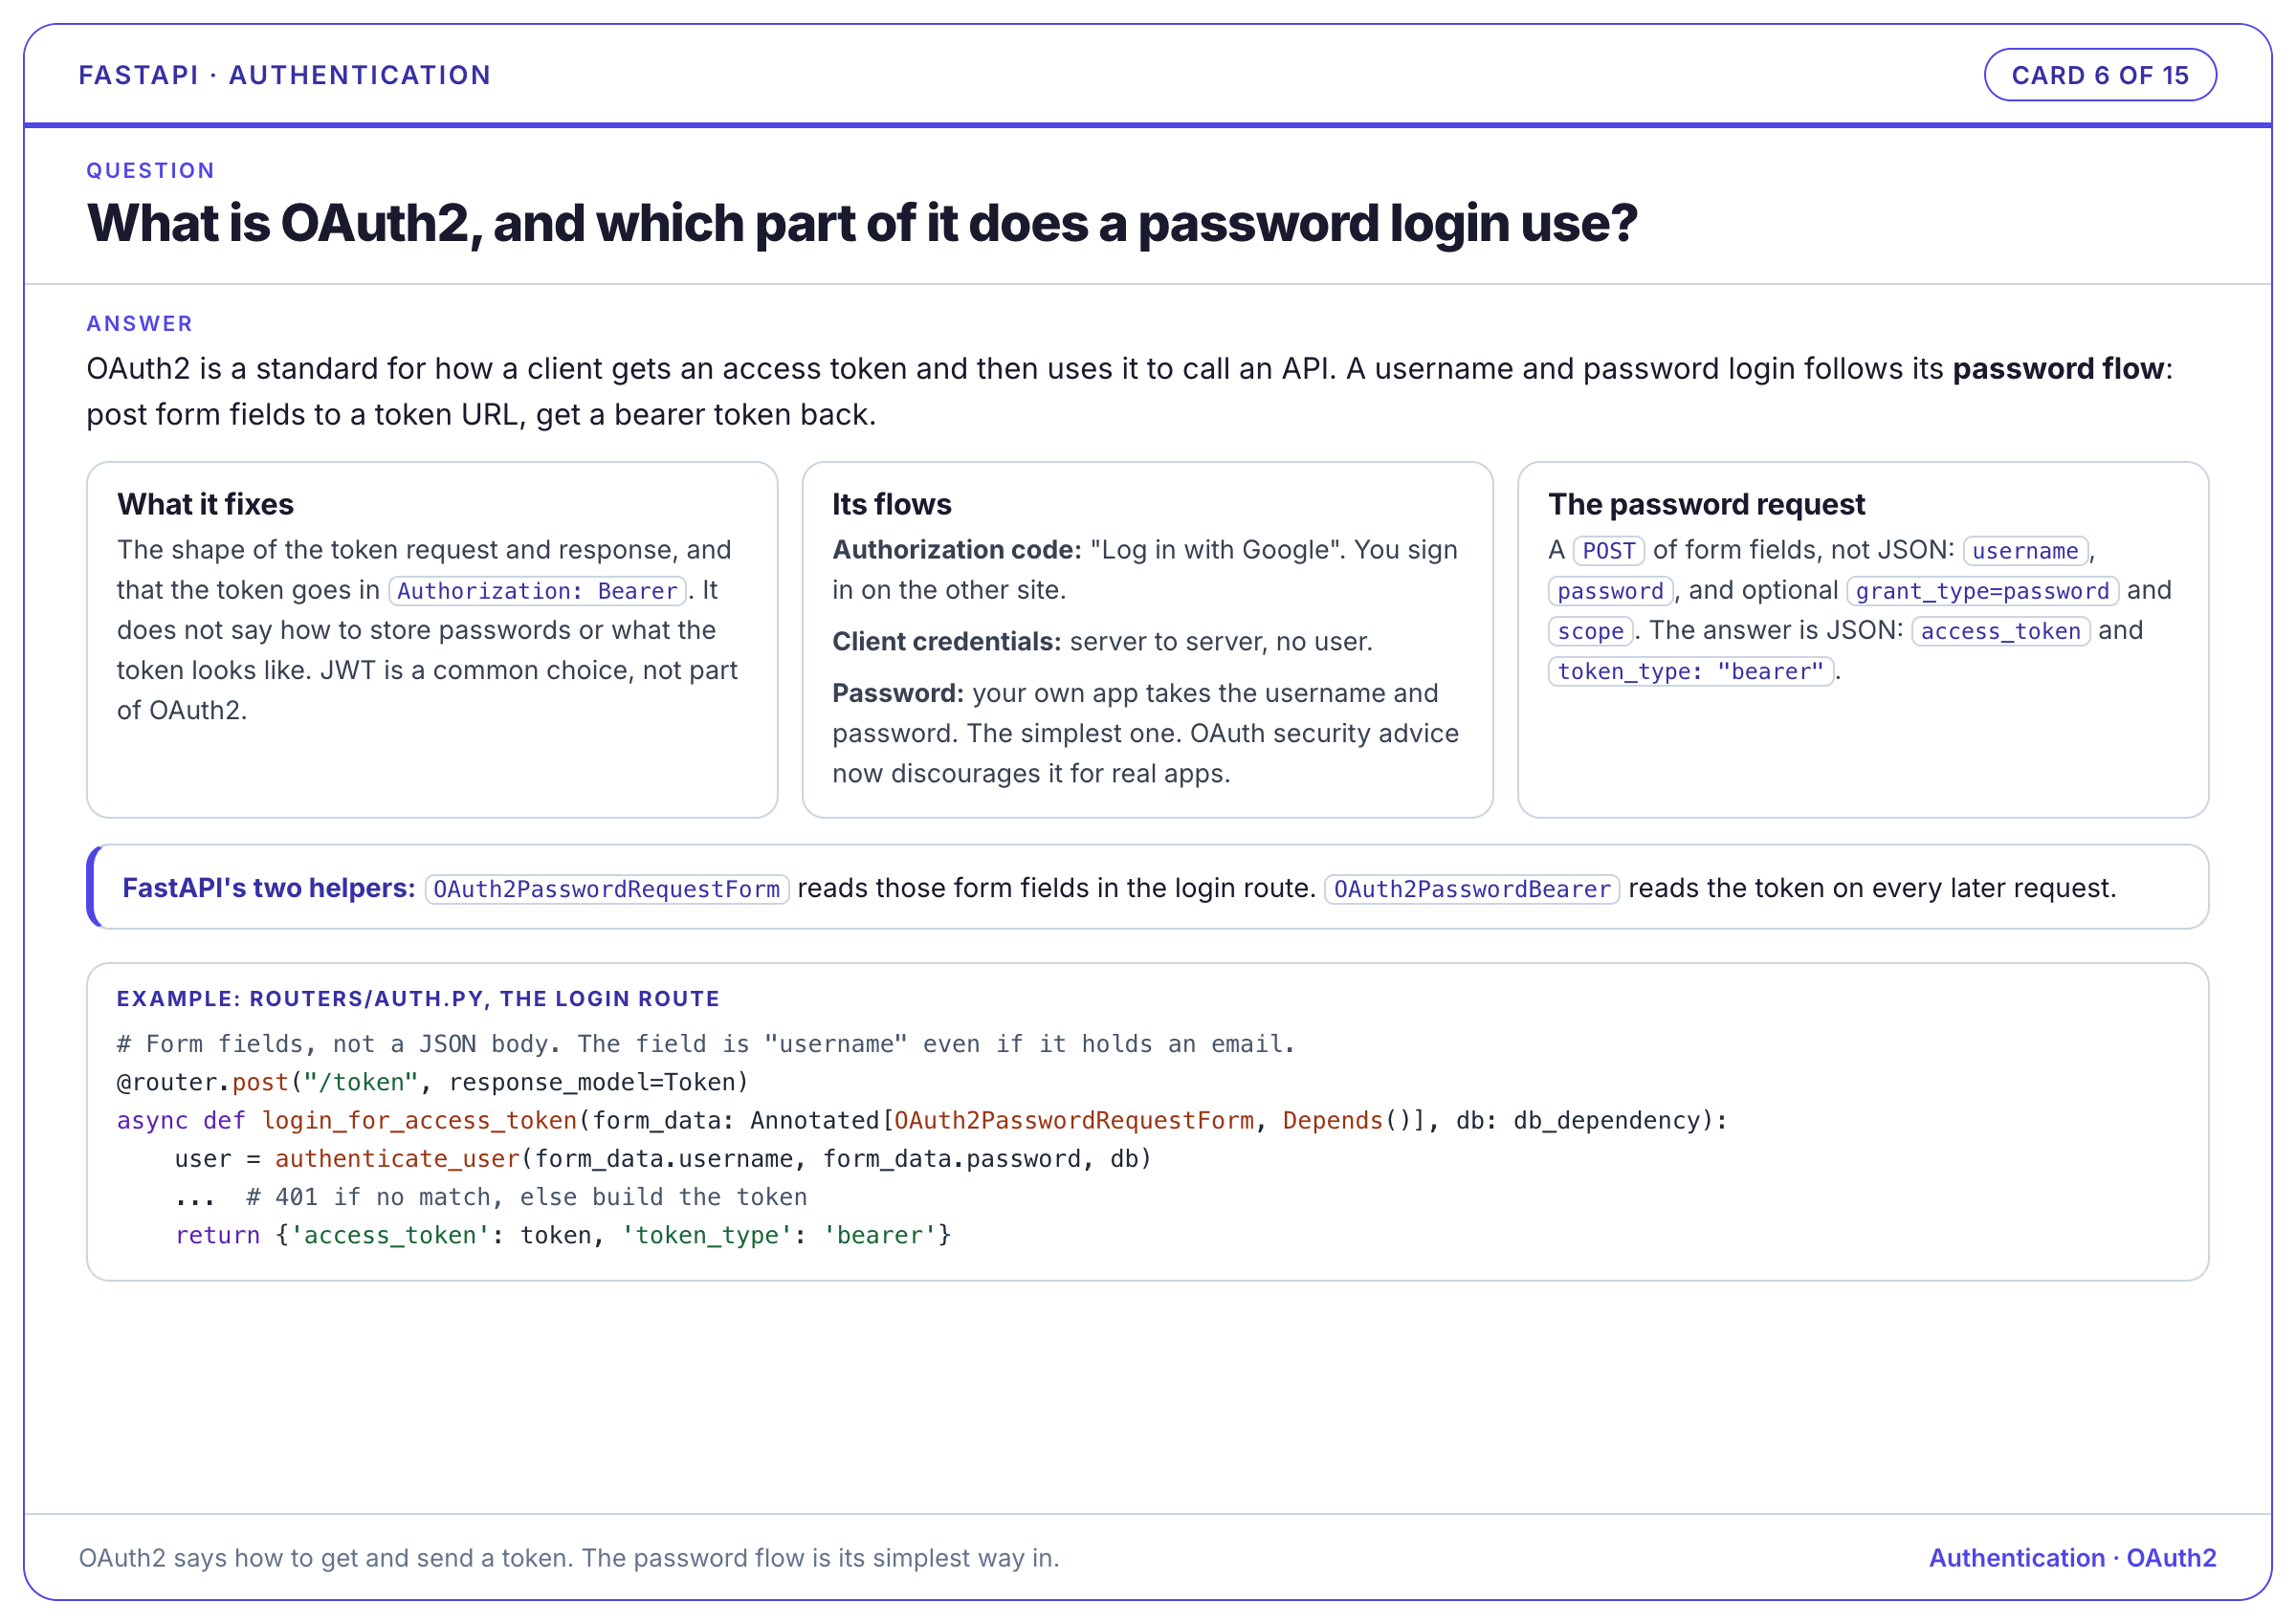 FASTAPI · AUTHENTICATION
CARD 6 OF 15
QUESTION
What is OAuth2, and which part of it does a password login use?
ANSWER
OAuth2 is a standard for how a client gets an access token and then uses it to call an API. A username and password login follows its password flow:
post form fields to a token URL, get a bearer token back.
What it fixes
The shape of the token request and response, and
that the token goes in Authorization: Bearer. It
does not say how to store passwords or what the
token looks like. JWT is a common choice, not part
of OAuth2.
Its flows
Authorization code: "Log in with Google". You sign
in on the other site.
Client credentials: server to server, no user.
Password: your own app takes the username and
password. The simplest one. OAuth security advice
now discourages it for real apps.
The password request
A POST of form fields, not JSON: username,
password, and optional grant_type=password and
scope. The answer is JSON: access_token and
token_type: "bearer".
FastAPI's two helpers: OAuth2PasswordRequestForm reads those form fields in the login route. OAuth2PasswordBearer reads the token on every later request.
EXAMPLE: ROUTERS/AUTH.PY, THE LOGIN ROUTE
# Form fields, not a JSON body. The field is "username" even if it holds an email.
@router.post("/token", response_model=Token)
async def login_for_access_token(form_data: Annotated[OAuth2PasswordRequestForm, Depends()], db: db_dependency):
    user = authenticate_user(form_data.username, form_data.password, db)
    ...  # 401 if no match, else build the token
    return {'access_token': token, 'token_type': 'bearer'}
OAuth2 says how to get and send a token. The password flow is its simplest way in.
Authentication · OAuth2